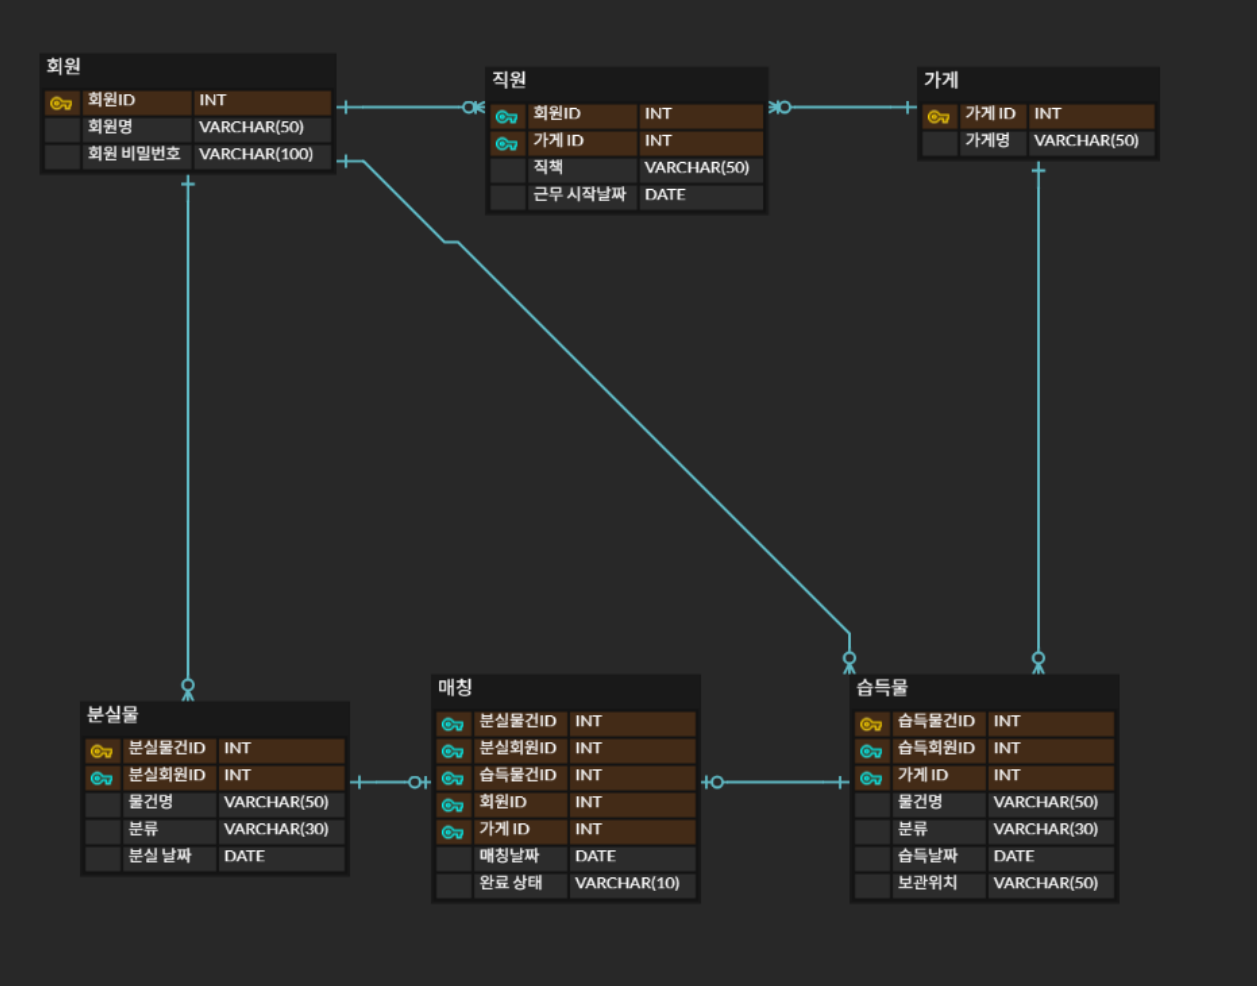 회원
회원ID INT
회원명 VARCHAR(50)
회원 비밀번호 VARCHAR(100)
직원
회원ID INT
가게 ID INT
직책 VARCHAR(50)
근무 시작날짜 DATE
가게
가게 ID INT
가게명 VARCHAR(50)
분실물
분실물건ID INT
분실회원ID INT
물건명 VARCHAR(50)
분류 VARCHAR(30)
분실 날짜 DATE
매칭
분실물건ID INT
분실회원ID INT
습득물건ID INT
회원ID INT
가게 ID INT
매칭날짜 DATE
완료 상태 VARCHAR(10)
습득물
습득물건ID INT
습득회원ID INT
가게 ID INT
물건명 VARCHAR(50)
분류 VARCHAR(30)
습득날짜 DATE
보관위치 VARCHAR(50)